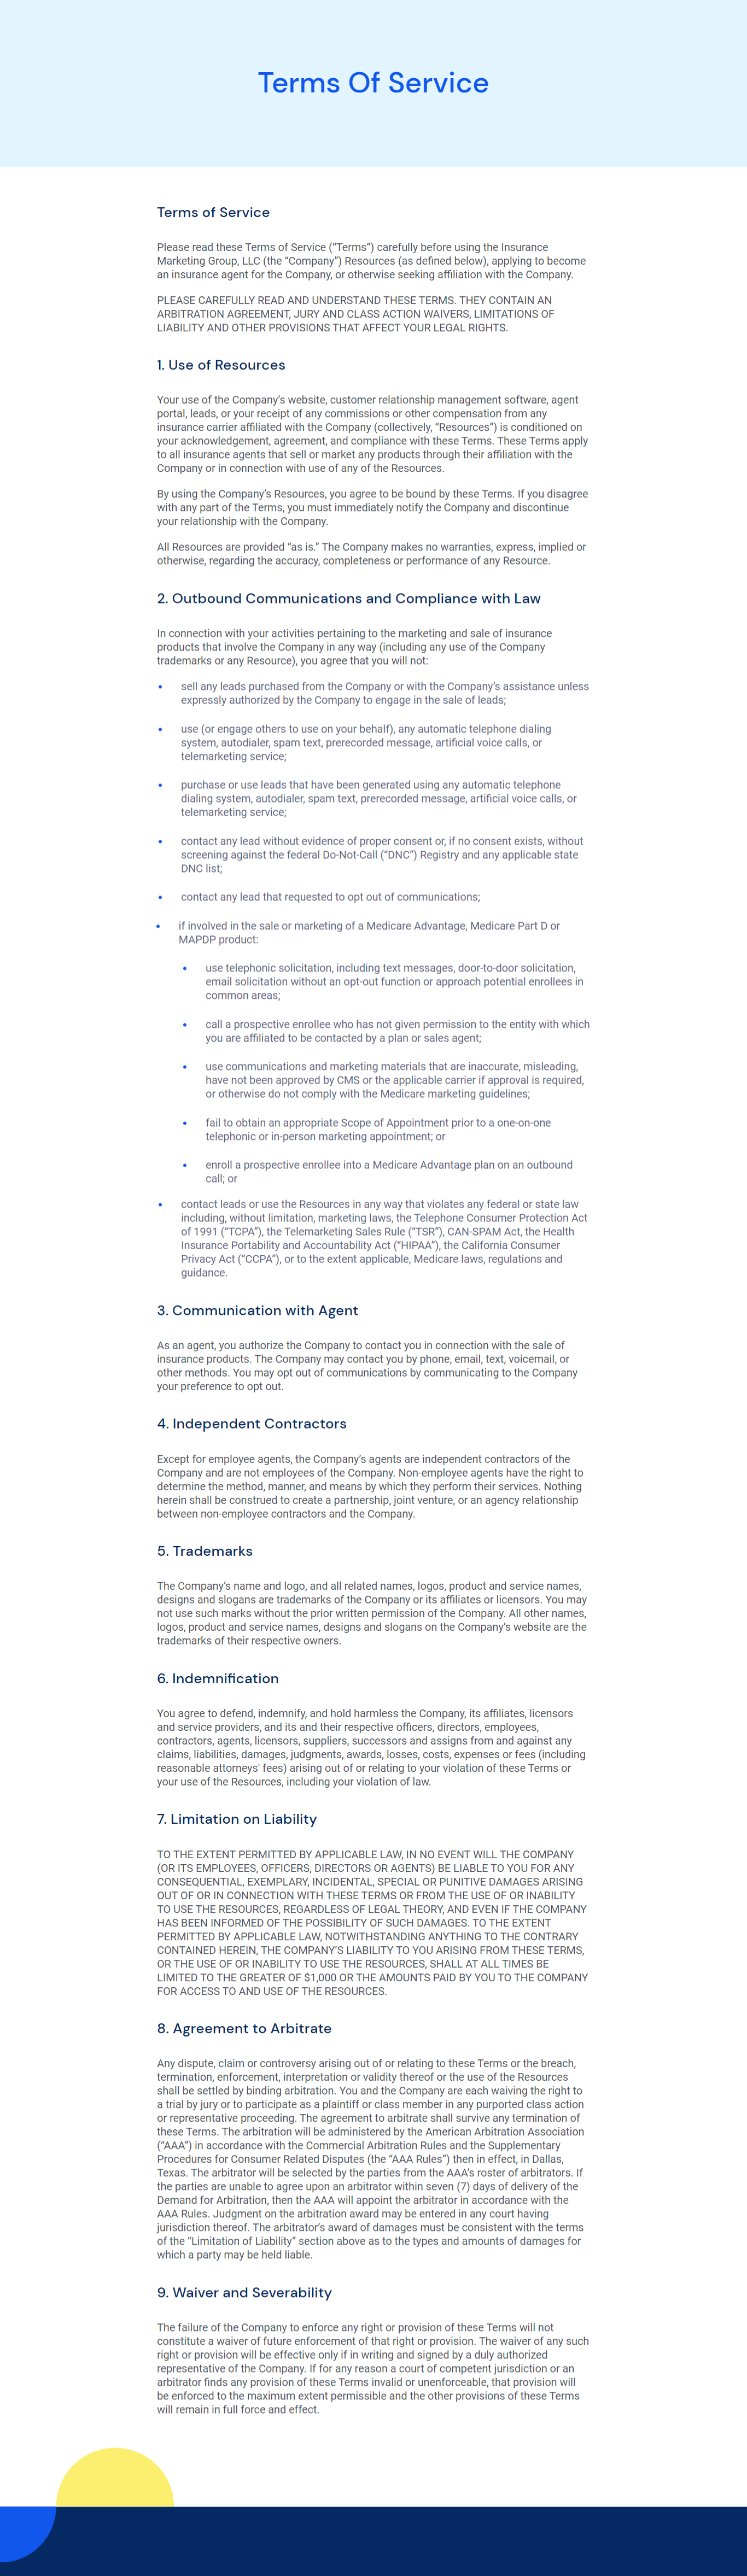 Terms Of Service
Terms of Service
Please read these Terms of Service (“Terms”) carefully before using the Insurance
Marketing Group, LLC (the “Company”) Resources (as defined below), applying to become
an insurance agent for the Company, or otherwise seeking affiliation with the Company.
PLEASE CAREFULLY READ AND UNDERSTAND THESE TERMS. THEY CONTAIN AN
ARBITRATION AGREEMENT, JURY AND CLASS ACTION WAIVERS, LIMITATIONS OF
LIABILITY AND OTHER PROVISIONS THAT AFFECT YOUR LEGAL RIGHTS.
1. Use of Resources
Your use of the Company’s website, customer relationship management software, agent
portal, leads, or your receipt of any commissions or other compensation from any
insurance carrier affiliated with the Company (collectively, “Resources”) is conditioned on
your acknowledgement, agreement, and compliance with these Terms. These Terms apply
to all insurance agents that sell or market any products through their affiliation with the
Company or in connection with use of any of the Resources.
By using the Company’s Resources, you agree to be bound by these Terms. If you disagree
with any part of the Terms, you must immediately notify the Company and discontinue
your relationship with the Company.
All Resources are provided “as is.” The Company makes no warranties, express, implied or
otherwise, regarding the accuracy, completeness or performance of any Resource.
2. Outbound Communications and Compliance with Law
In connection with your activities pertaining to the marketing and sale of insurance
products that involve the Company in any way (including any use of the Company
trademarks or any Resource), you agree that you will not:
• sell any leads purchased from the Company or with the Company’s assistance unless
expressly authorized by the Company to engage in the sale of leads;
• use (or engage others to use on your behalf), any automatic telephone dialing
system, autodialer, spam text, prerecorded message, artificial voice calls, or
telemarketing service;
• purchase or use leads that have been generated using any automatic telephone
dialing system, autodialer, spam text, prerecorded message, artificial voice calls, or
telemarketing service;
• contact any lead without evidence of proper consent or, if no consent exists, without
screening against the federal Do-Not-Call (“DNC”) Registry and any applicable state
DNC list;
• contact any lead that requested to opt out of communications;
• if involved in the sale or marketing of a Medicare Advantage, Medicare Part D or
MAPDP product:
• use telephonic solicitation, including text messages, door-to-door solicitation,
email solicitation without an opt-out function or approach potential enrollees in
common areas;
• call a prospective enrollee who has not given permission to the entity with which
you are affiliated to be contacted by a plan or sales agent;
• use communications and marketing materials that are inaccurate, misleading,
have not been approved by CMS or the applicable carrier if approval is required,
or otherwise do not comply with the Medicare marketing guidelines;
• fail to obtain an appropriate Scope of Appointment prior to a one-on-one
telephonic or in-person marketing appointment; or
• enroll a prospective enrollee into a Medicare Advantage plan on an outbound
call; or
• contact leads or use the Resources in any way that violates any federal or state law
including, without limitation, marketing laws, the Telephone Consumer Protection Act
of 1991 (“TCPA”), the Telemarketing Sales Rule (“TSR”), CAN-SPAM Act, the Health
Insurance Portability and Accountability Act (“HIPAA”), the California Consumer
Privacy Act (“CCPA”), or to the extent applicable, Medicare laws, regulations and
guidance.
3. Communication with Agent
As an agent, you authorize the Company to contact you in connection with the sale of
insurance products. The Company may contact you by phone, email, text, voicemail, or
other methods. You may opt out of communications by communicating to the Company
your preference to opt out.
4. Independent Contractors
Except for employee agents, the Company’s agents are independent contractors of the
Company and are not employees of the Company. Non-employee agents have the right to
determine the method, manner, and means by which they perform their services. Nothing
herein shall be construed to create a partnership, joint venture, or an agency relationship
between non-employee contractors and the Company.
5. Trademarks
The Company’s name and logo, and all related names, logos, product and service names,
designs and slogans are trademarks of the Company or its affiliates or licensors. You may
not use such marks without the prior written permission of the Company. All other names,
logos, product and service names, designs and slogans on the Company’s website are the
trademarks of their respective owners.
6. Indemnification
You agree to defend, indemnify, and hold harmless the Company, its affiliates, licensors
and service providers, and its and their respective officers, directors, employees,
contractors, agents, licensors, suppliers, successors and assigns from and against any
claims, liabilities, damages, judgments, awards, losses, costs, expenses or fees (including
reasonable attorneys’ fees) arising out of or relating to your violation of these Terms or
your use of the Resources, including your violation of law.
7. Limitation on Liability
TO THE EXTENT PERMITTED BY APPLICABLE LAW, IN NO EVENT WILL THE COMPANY
(OR ITS EMPLOYEES, OFFICERS, DIRECTORS OR AGENTS) BE LIABLE TO YOU FOR ANY
CONSEQUENTIAL, EXEMPLARY, INCIDENTAL, SPECIAL OR PUNITIVE DAMAGES ARISING
OUT OF OR IN CONNECTION WITH THESE TERMS OR FROM THE USE OF OR INABILITY
TO USE THE RESOURCES, REGARDLESS OF LEGAL THEORY, AND EVEN IF THE COMPANY
HAS BEEN INFORMED OF THE POSSIBILITY OF SUCH DAMAGES. TO THE EXTENT
PERMITTED BY APPLICABLE LAW, NOTWITHSTANDING ANYTHING TO THE CONTRARY
CONTAINED HEREIN, THE COMPANY’S LIABILITY TO YOU ARISING FROM THESE TERMS,
OR THE USE OF OR INABILITY TO USE THE RESOURCES, SHALL AT ALL TIMES BE
LIMITED TO THE GREATER OF $1,000 OR THE AMOUNTS PAID BY YOU TO THE COMPANY
FOR ACCESS TO AND USE OF THE RESOURCES.
8. Agreement to Arbitrate
Any dispute, claim or controversy arising out of or relating to these Terms or the breach,
termination, enforcement, interpretation or validity thereof or the use of the Resources
shall be settled by binding arbitration. You and the Company are each waiving the right to
a trial by jury or to participate as a plaintiff or class member in any purported class action
or representative proceeding. The agreement to arbitrate shall survive any termination of
these Terms. The arbitration will be administered by the American Arbitration Association
(“AAA”) in accordance with the Commercial Arbitration Rules and the Supplementary
Procedures for Consumer Related Disputes (the “AAA Rules”) then in effect, in Dallas,
Texas. The arbitrator will be selected by the parties from the AAA’s roster of arbitrators. If
the parties are unable to agree upon an arbitrator within seven (7) days of delivery of the
Demand for Arbitration, then the AAA will appoint the arbitrator in accordance with the
AAA Rules. Judgment on the arbitration award may be entered in any court having
jurisdiction thereof. The arbitrator’s award of damages must be consistent with the terms
of the “Limitation of Liability” section above as to the types and amounts of damages for
which a party may be held liable.
9. Waiver and Severability
The failure of the Company to enforce any right or provision of these Terms will not
constitute a waiver of future enforcement of that right or provision. The waiver of any such
right or provision will be effective only if in writing and signed by a duly authorized
representative of the Company. If for any reason a court of competent jurisdiction or an
arbitrator finds any provision of these Terms invalid or unenforceable, that provision will
be enforced to the maximum extent permissible and the other provisions of these Terms
will remain in full force and effect.